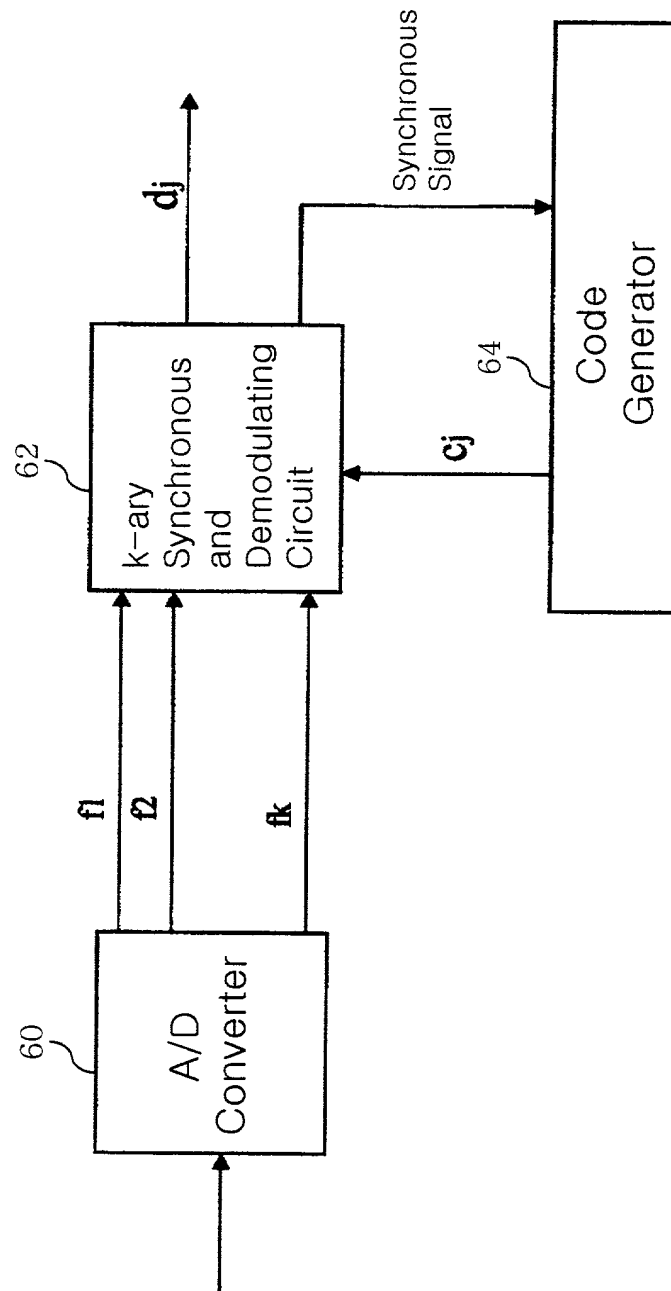 60
A/D
Converter
f1
f2
fk
62
k-ary
Synchronous
and
Demodulating
Circuit
dj
Synchronous
Signal
cj
64
Code
Generator